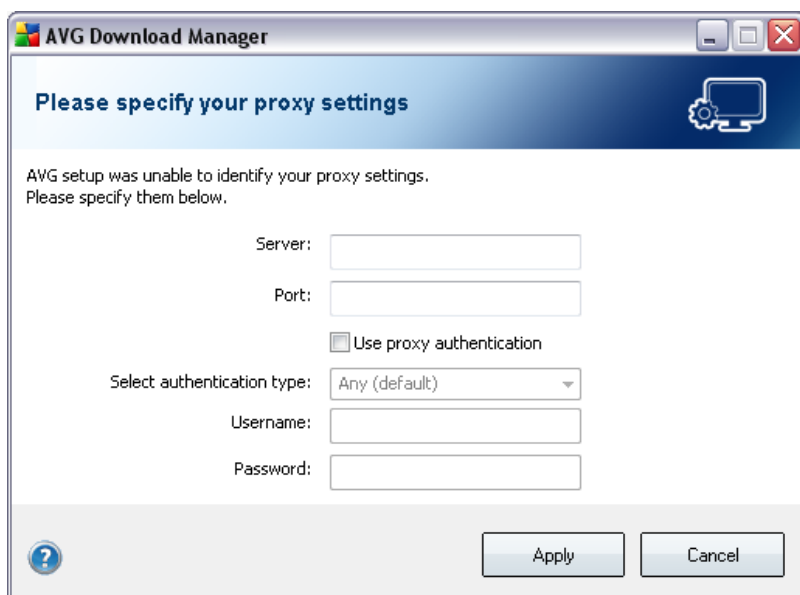 AVG Download Manager
Please specify your proxy settings
AVG setup was unable to identify your proxy settings.
Please specify them below.
Server:
Port:
Use proxy authentication
Select authentication type: Any (default)
Username:
Password:
? Apply Cancel